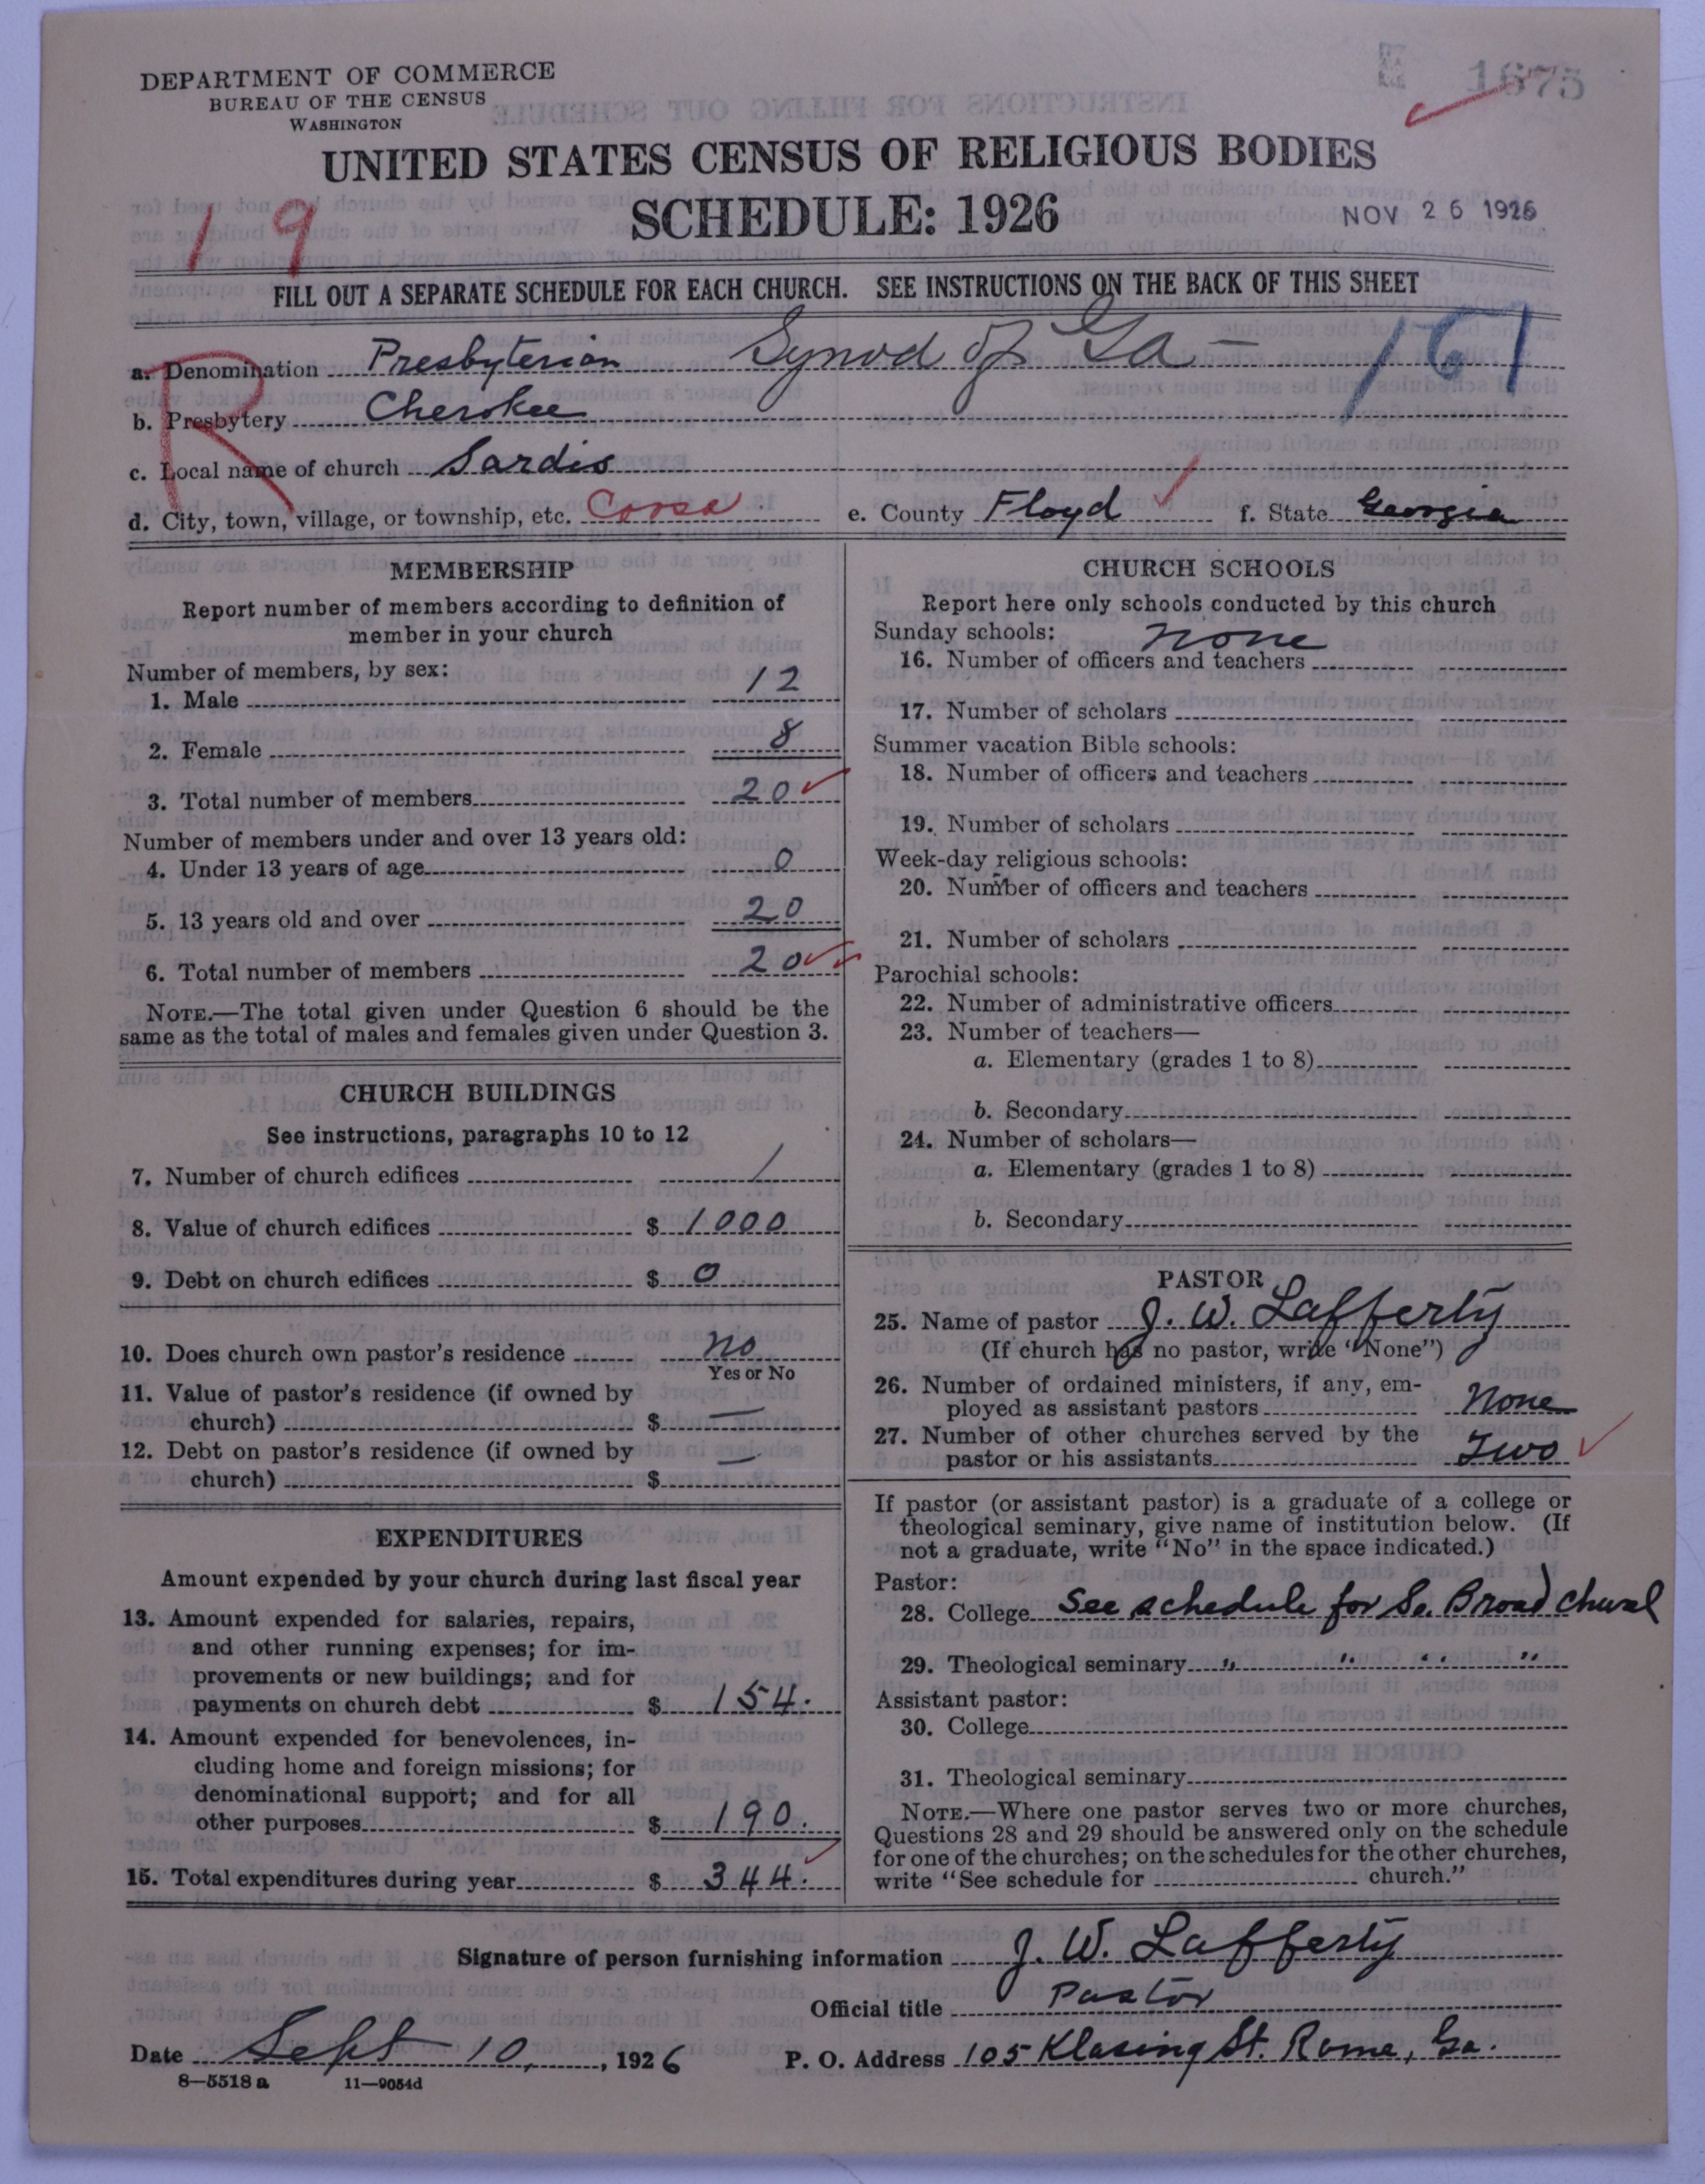 DEPARTMENT OF COMMERCE
BUREAU OF THE CENSUS
WASHINGTON
1675
UNITED STATES CENSUS OF RELIGIOUS BODIES
SCHEDULE: 1926
NOV 26 1926
19
FILL OUT A SEPARATE SCHEDULE FOR EACH CHURCH. SEE INSTRUCTIONS ON THE BACK OF THIS SHEET
R
a. Denomination Presbyterian Synod of Ga - 161
b. Presbytery Cherokee
c. Local name of church Sardis
d. City, town, village, or township, etc. Coosa e. County Floyd f. State Georgia
MEMBERSHIP
Report number of members according to definition of
member in your church
Number of members, by sex:
1. Male 12
2. Female 8
3. Total number of members 20
Number of members under and over 13 years old:
4. Under 13 years of age 0
5. 13 years old and over 20
6. Total number of members 20
NOTE.—The total given under Question 6 should be the
same as the total of males and females given under Question 3.
CHURCH BUILDINGS
See instructions, paragraphs 10 to 12
7. Number of church edifices 1
8. Value of church edifices $ 1000
9. Debt on church edifices $ 0
10. Does church own pastor's residence no
Yes or No
11. Value of pastor's residence (if owned by
church) $ —
12. Debt on pastor's residence (if owned by
church) $ —
EXPENDITURES
Amount expended by your church during last fiscal year
13. Amount expended for salaries, repairs,
and other running expenses; for im-
provements or new buildings; and for
payments on church debt $ 154.
14. Amount expended for benevolences, in-
cluding home and foreign missions; for
denominational support; and for all
other purposes $ 190.
15. Total expenditures during year $ 344.
CHURCH SCHOOLS
Report here only schools conducted by this church
Sunday schools: none
16. Number of officers and teachers
17. Number of scholars
Summer vacation Bible schools:
18. Number of officers and teachers
19. Number of scholars
Week-day religious schools:
20. Number of officers and teachers
21. Number of scholars
Parochial schools:
22. Number of administrative officers
23. Number of teachers—
a. Elementary (grades 1 to 8)
b. Secondary
24. Number of scholars—
a. Elementary (grades 1 to 8)
b. Secondary
PASTOR
25. Name of pastor J. W. Lafferty
(If church has no pastor, write "None")
26. Number of ordained ministers, if any, em-
ployed as assistant pastors None
27. Number of other churches served by the
pastor or his assistants Two
If pastor (or assistant pastor) is a graduate of a college or
theological seminary, give name of institution below. (If
not a graduate, write "No" in the space indicated.)
Pastor:
28. College See schedule for So. Broad
29. Theological seminary " " " "
Assistant pastor:
30. College
31. Theological seminary
NOTE.—Where one pastor serves two or more churches,
Questions 28 and 29 should be answered only on the schedule
for one of the churches; on the schedules for the other churches,
write "See schedule for church."
Signature of person furnishing information J. W. Lafferty
Official title Pastor
Date Sept 10, 1926 P. O. Address 105 Klasing St. Rome, Ga.
8—5518 a 11—9054d